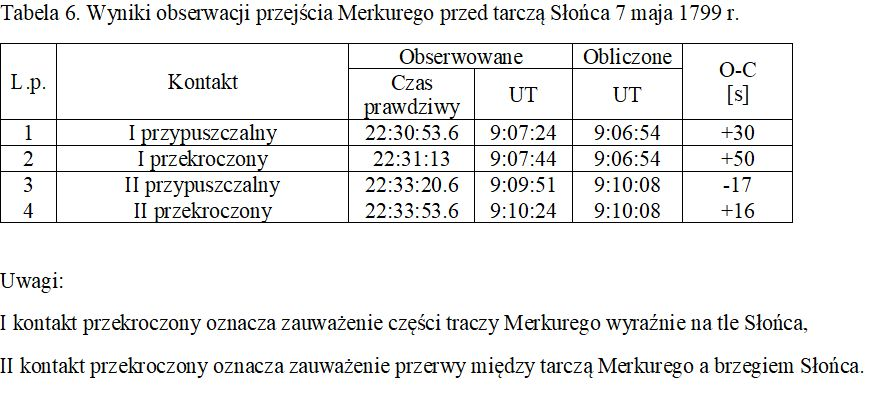 Tabela 6. Wyniki obserwacji przejścia Merkurego przed tarczą Słońca 7 maja 1799 r.
L.p. Kontakt Obserwowane Obliczone O-C [s]
Czas prawdziwy UT UT
1 I przypuszczalny 22:30:53.6 9:07:24 9:06:54 +30
2 I przekroczony 22:31:13 9:07:44 9:06:54 +50
3 II przypuszczalny 22:33:20.6 9:09:51 9:10:08 -17
4 II przekroczony 22:33:53.6 9:10:24 9:10:08 +16
Uwagi:
I kontakt przekroczony oznacza zauważenie części traczy Merkurego wyraźnie na tle Słońca,
II kontakt przekroczony oznacza zauważenie przerwy między tarczą Merkurego a brzegiem Słońca.